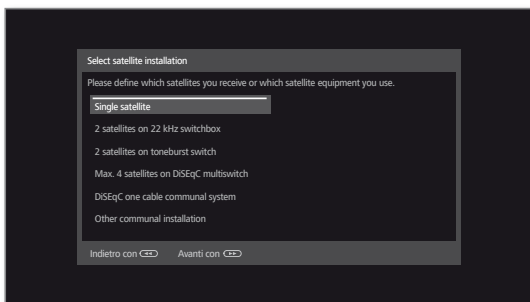 Select satellite installation
Please define which satellites you receive or which satellite equipment you use.
Single satellite
2 satellites on 22 kHz switchbox
2 satellites on toneburst switch
Max. 4 satellites on DiSEqC multiswitch
DiSEqC one cable communal system
Other communal installation
Indietro con Avanti con